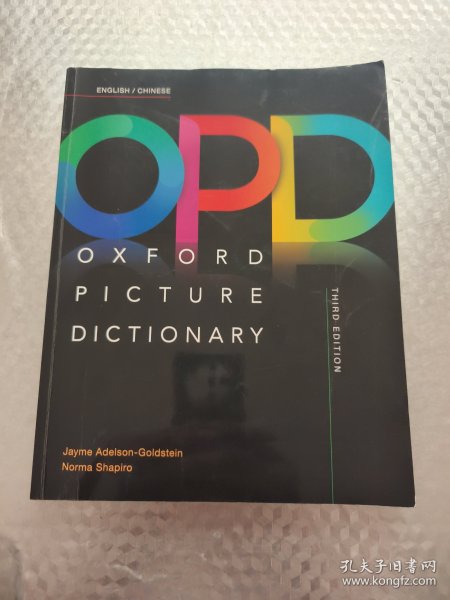 ENGLISH / CHINESE
OPD
OXFORD
PICTURE
DICTIONARY
THIRD EDITION
Jayme Adelson-Goldstein
Norma Shapiro
孔夫子旧书网
www.kongfz.com